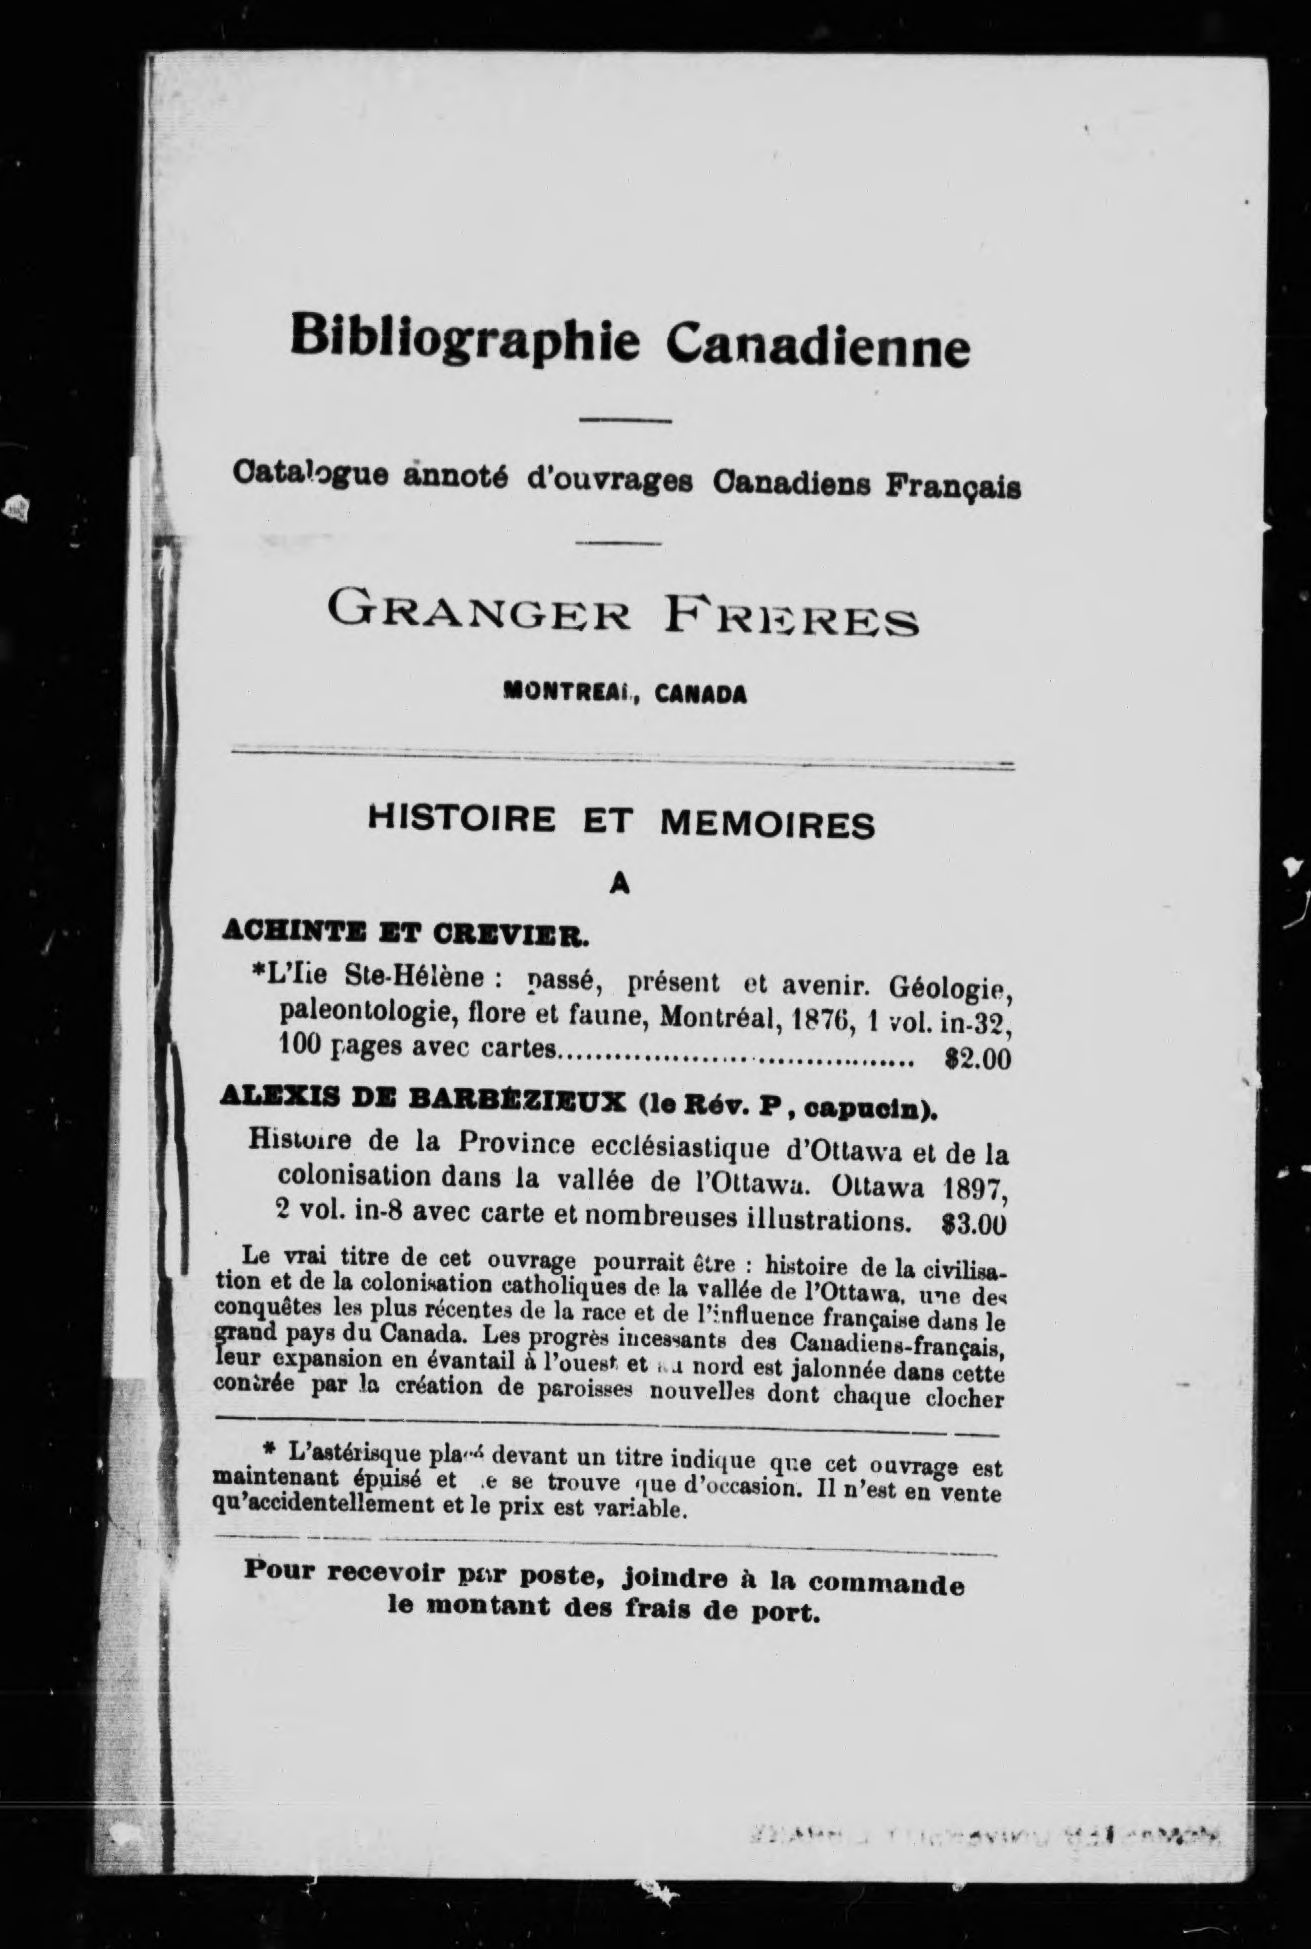 Bibliographie Canadienne
Catalogue annoté d'ouvrages Canadiens Français
GRANGER FRERES
MONTREAL, CANADA
HISTOIRE ET MEMOIRES
A
ACHINTE ET CREVIER.
*L'Ile Ste-Hélène : passé, présent et avenir. Géologie,
paleontologie, flore et faune, Montréal, 1876, 1 vol. in-32,
100 pages avec cartes........................................ $2.00
ALEXIS DE BARBÉZIEUX (le Rév. P, capucin).
Histoire de la Province ecclésiastique d'Ottawa et de la
colonisation dans la vallée de l'Ottawa. Ottawa 1897,
2 vol. in-8 avec carte et nombreuses illustrations. $3.00
Le vrai titre de cet ouvrage pourrait être : histoire de la civilisa-
tion et de la colonisation catholiques de la vallée de l'Ottawa, une des
conquêtes les plus récentes de la race et de l'influence française dans le
grand pays du Canada. Les progrès incessants des Canadiens-français,
leur expansion en évantail à l'ouest et au nord est jalonnée dans cette
contrée par la création de paroisses nouvelles dont chaque clocher
* L'astérisque placé devant un titre indique que cet ouvrage est
maintenant épuisé et ne se trouve que d'occasion. Il n'est en vente
qu'accidentellement et le prix est variable.
Pour recevoir par poste, joindre à la commande
le montant des frais de port.